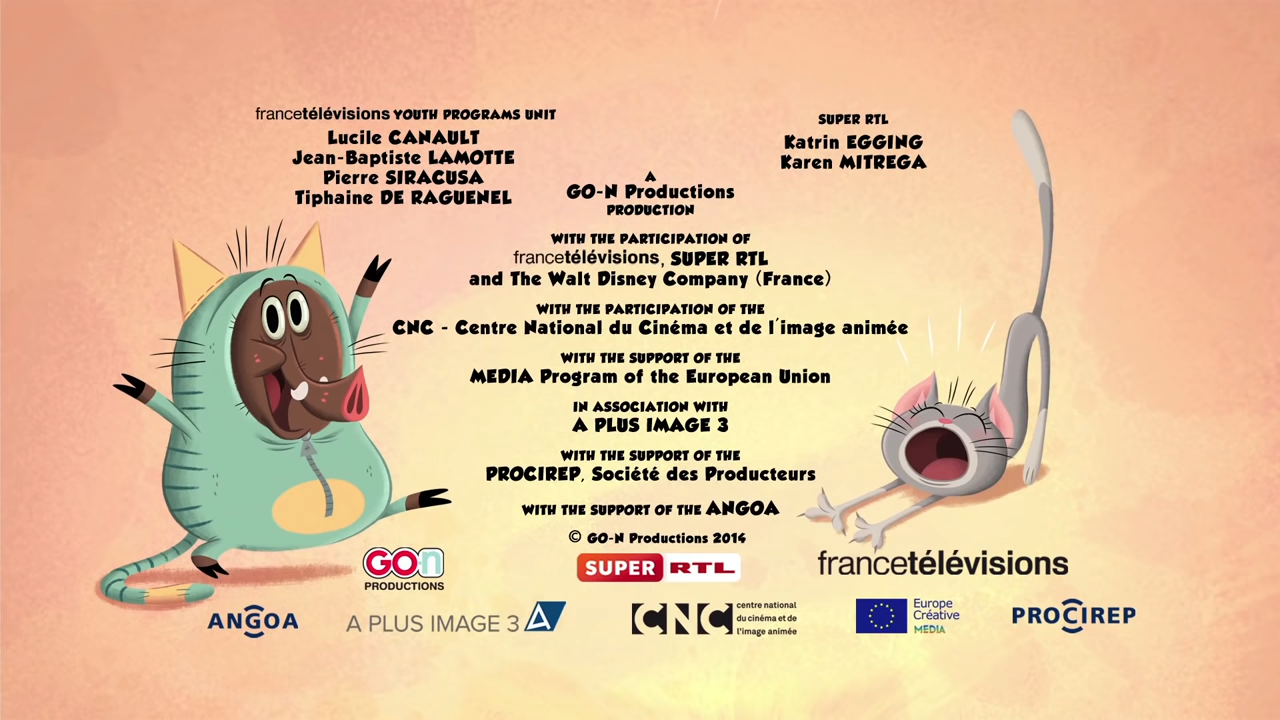 francetélévisions YOUTH PROGRAMS UNIT
Lucile CANAULT
Jean-Baptiste LAMOTTE
Pierre SIRACUSA
Tiphaine DE RAGUENEL
SUPER RTL
Katrin EGGING
Karen MITREGA
A
GO-N Productions
PRODUCTION
WITH THE PARTICIPATION OF
francetélévisions, SUPER RTL
and The Walt Disney Company (France)
WITH THE PARTICIPATION OF THE
CNC - Centre National du Cinéma et de l'image animée
WITH THE SUPPORT OF THE
MEDIA Program of the European Union
IN ASSOCIATION WITH
A PLUS IMAGE 3
WITH THE SUPPORT OF THE
PROCIREP, Société des Producteurs
WITH THE SUPPORT OF THE ANGOA
© GO-N Productions 2014
GO-n
PRODUCTIONS
SUPER RTL
francetélévisions
ANGOA
A PLUS IMAGE 3
CNC
centre national
du cinéma et de
l'image animée
Europe
Créative
MEDIA
PROCIREP